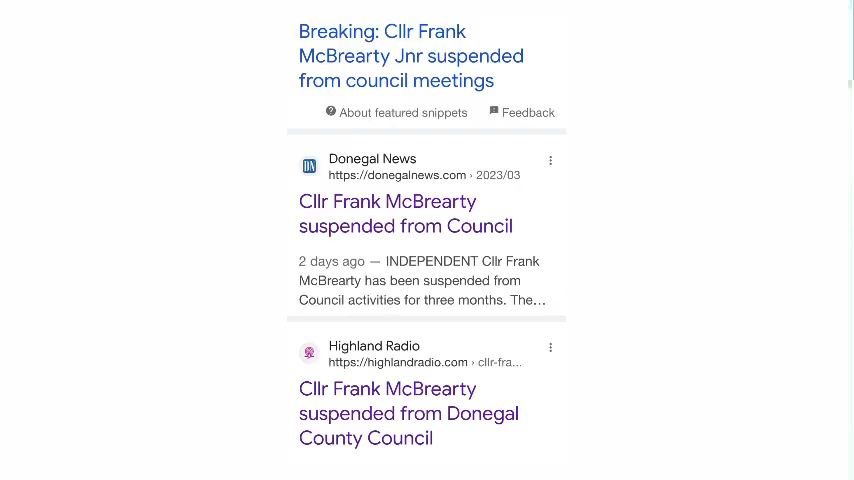 Breaking: Cllr Frank
McBrearty Jnr suspended
from council meetings
About featured snippets Feedback
Donegal News
https://donegalnews.com › 2023/03
Cllr Frank McBrearty
suspended from Council
2 days ago — INDEPENDENT Cllr Frank
McBrearty has been suspended from
Council activities for three months. The...
Highland Radio
https://highlandradio.com › cllr-fra...
Cllr Frank McBrearty
suspended from Donegal
County Council